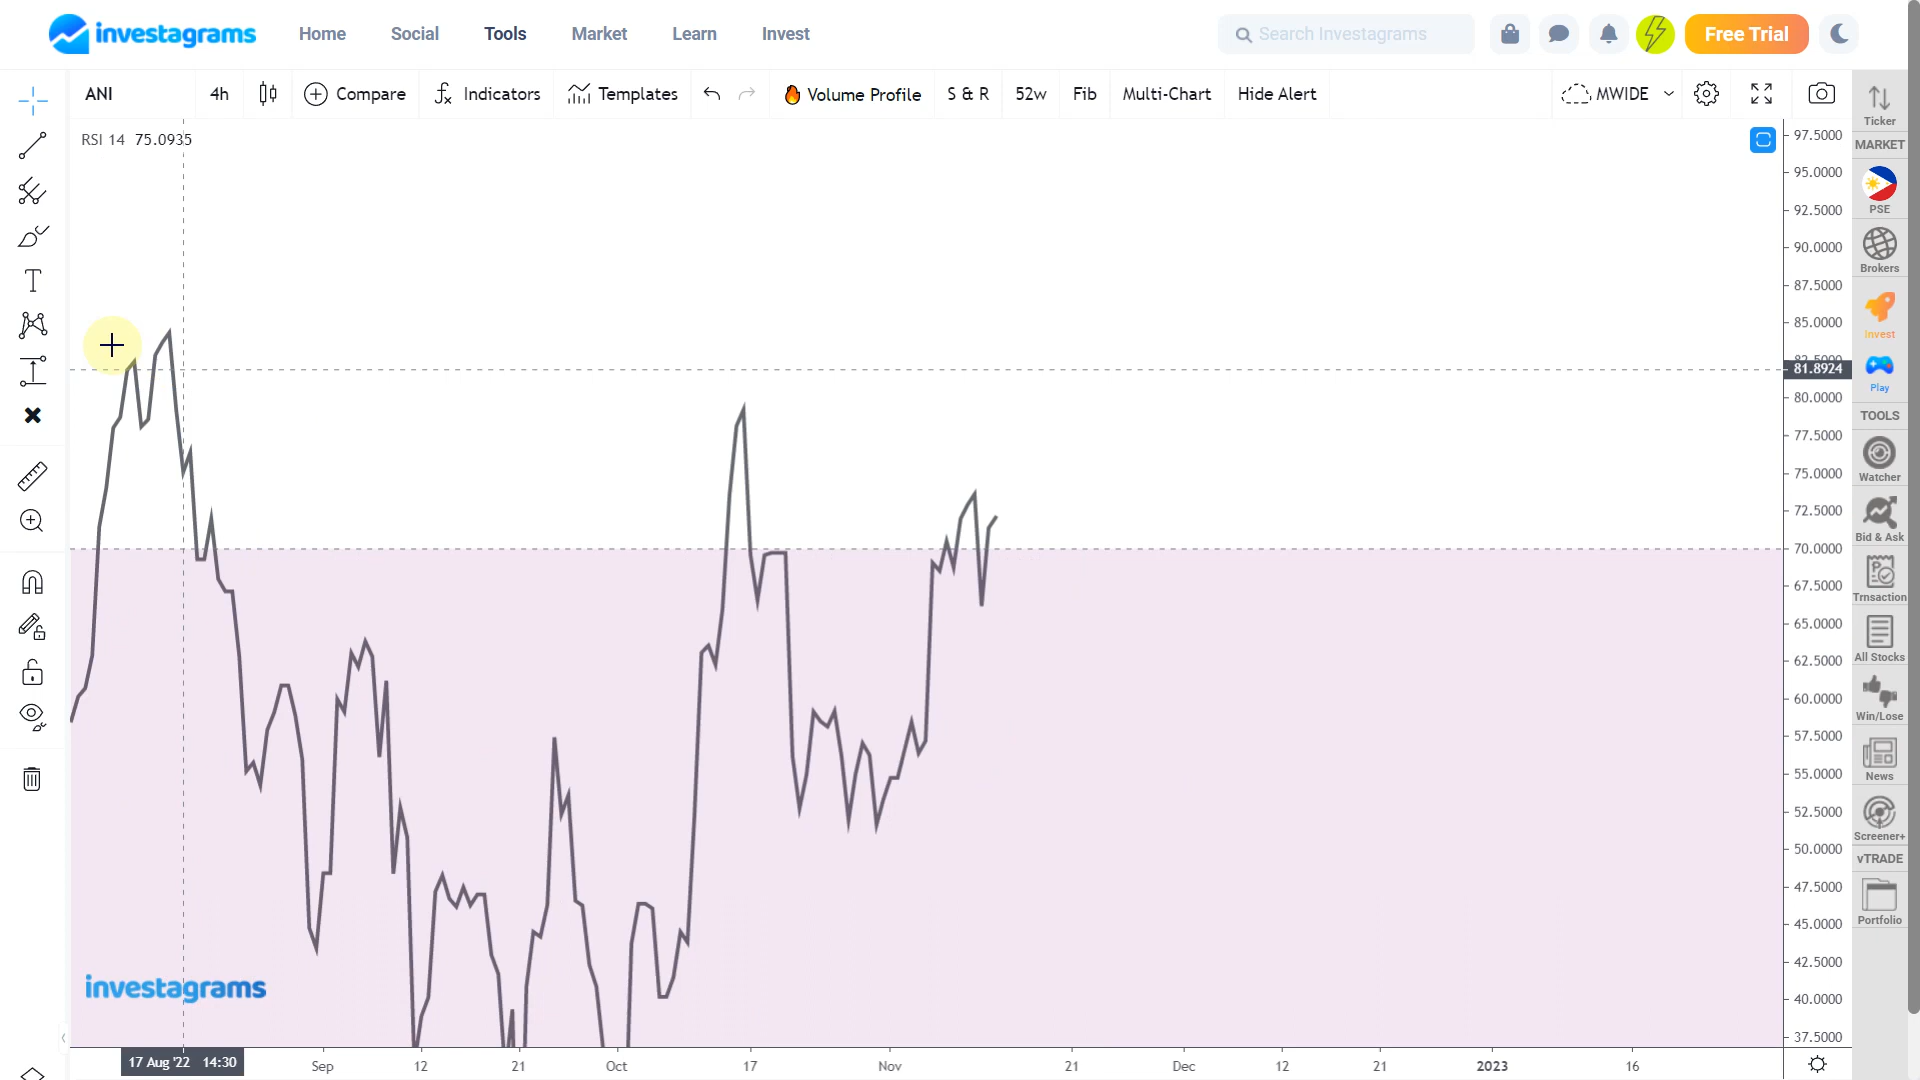 investagrams Home Social Tools Market Learn Invest Search Investagrams Free Trial
ANI 4h Compare Indicators Templates Volume Profile S & R 52w Fib Multi-Chart Hide Alert MWIDE
RSI 14 75.0935
97.5000
95.0000
92.5000
90.0000
87.5000
85.0000
82.5000
81.8924
80.0000
77.5000
75.0000
72.5000
70.0000
67.5000
65.0000
62.5000
60.0000
57.5000
55.0000
52.5000
50.0000
47.5000
45.0000
42.5000
40.0000
37.5000
Ticker
MARKET
PSE
Brokers
Invest
Play
TOOLS
Watcher
Bid & Ask
Trnsaction
All Stocks
Win/Lose
News
Screener+
vTRADE
Portfolio
investagrams
17 Aug '22 14:30 Sep 12 21 Oct 17 Nov 21 Dec 12 21 2023 16